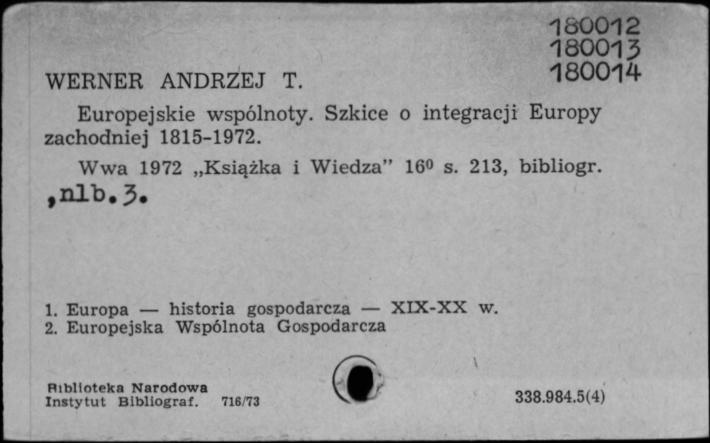 180012
180013
180014
WERNER ANDRZEJ T.
Europejskie wspólnoty. Szkice o integracji Europy
zachodniej 1815-1972.
Wwa 1972 „Książka i Wiedza” 16⁰ s. 213, bibliogr.
,nlb.3.
1. Europa — historia gospodarcza — XIX-XX w.
2. Europejska Wspólnota Gospodarcza
Biblioteka Narodowa
Instytut Bibliograf. 716/73
338.984.5(4)